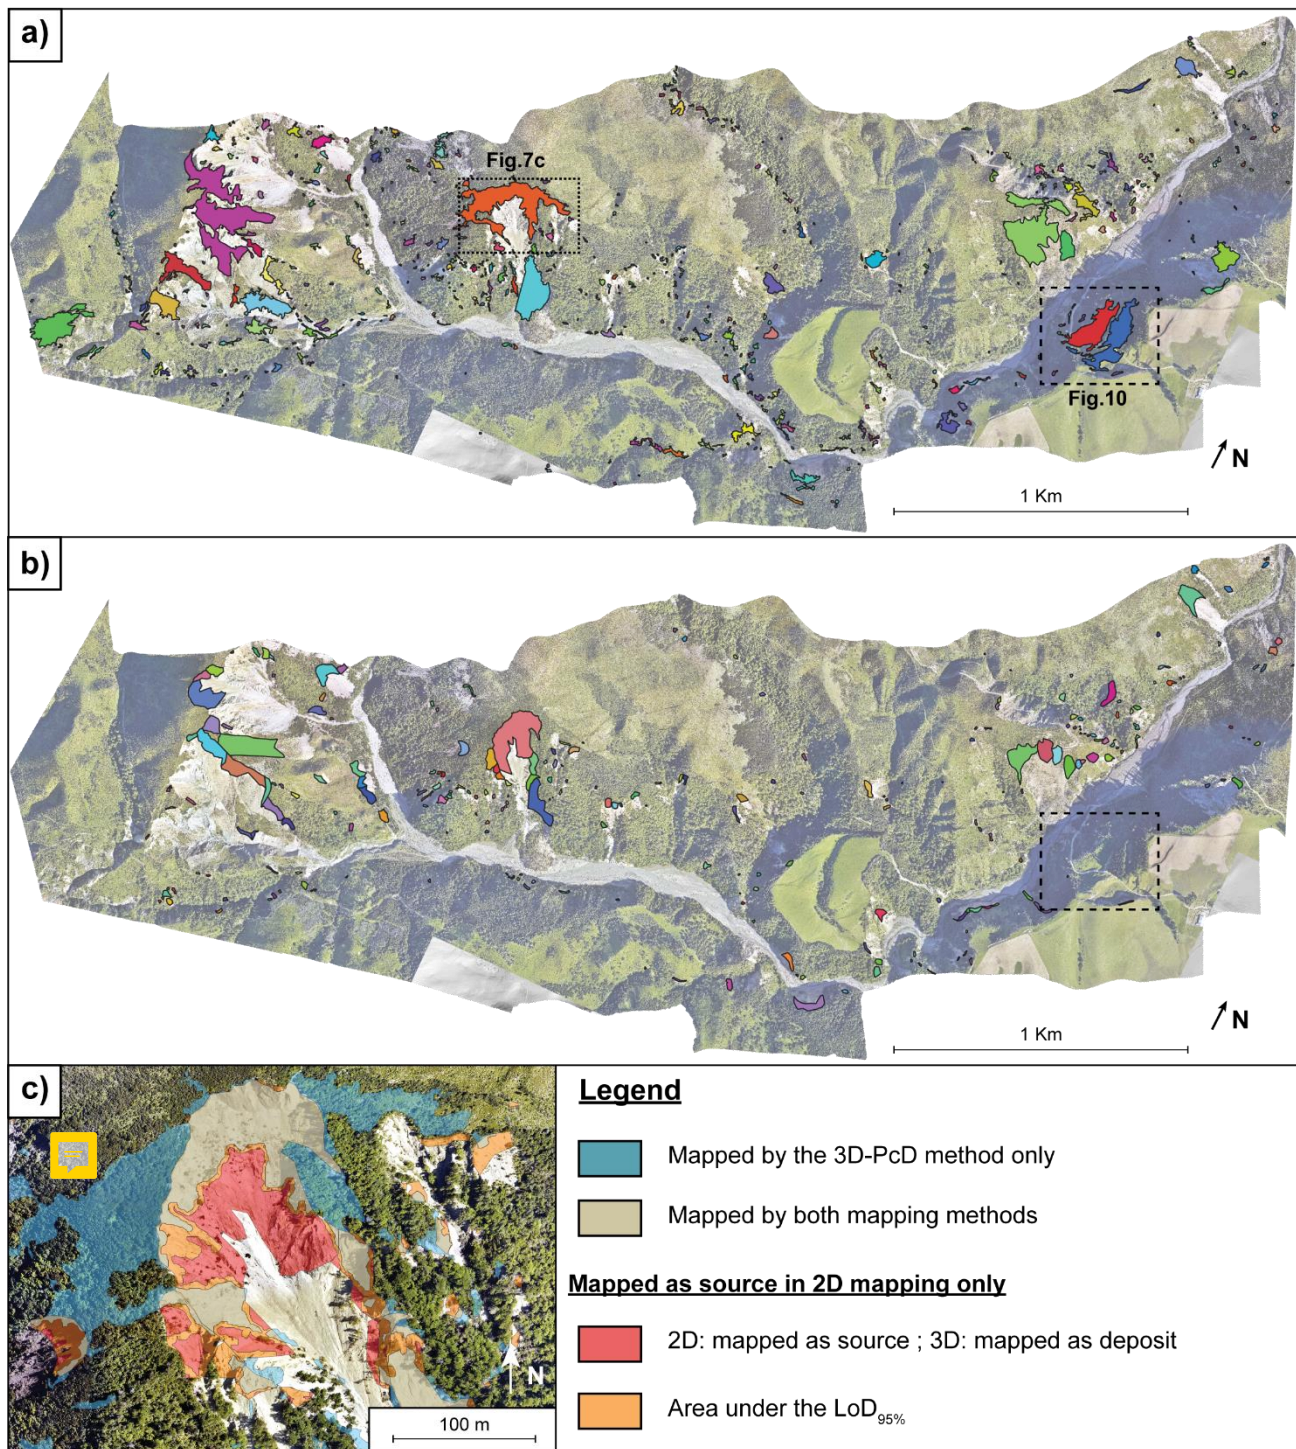 a)
Fig.7c
Fig.10
N
1 Km
b)
N
1 Km
c)
N
100 m
Legend
Mapped by the 3D-PcD method only
Mapped by both mapping methods
Mapped as source in 2D mapping only
2D: mapped as source ; 3D: mapped as deposit
Area under the LoD95%